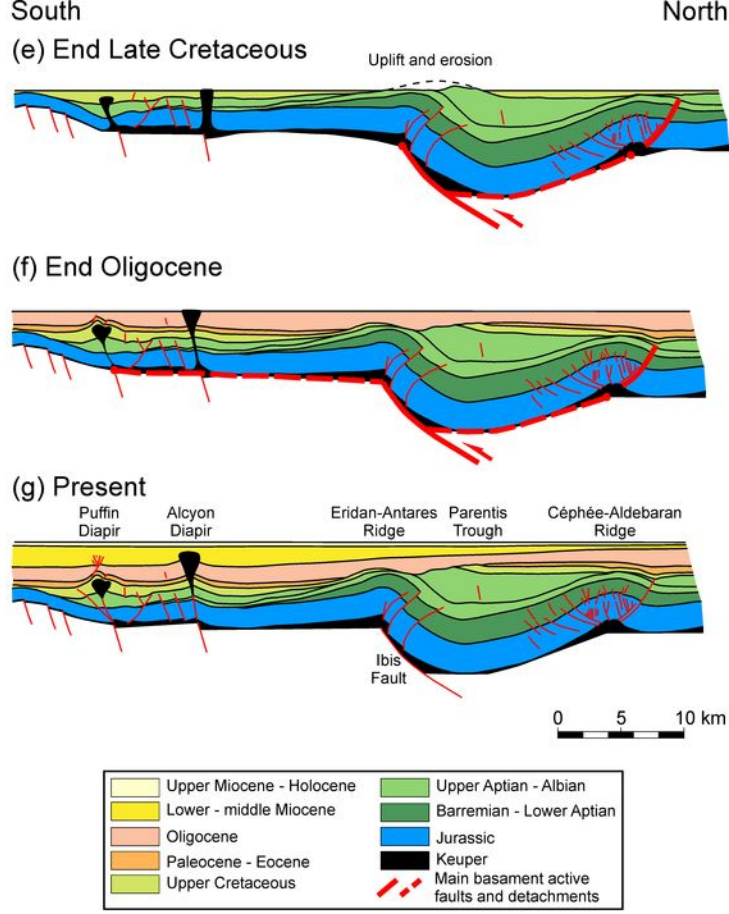 South
North
(e) End Late Cretaceous
Uplift and erosion
(f) End Oligocene
(g) Present
Puffin
Diapir
Alcyon
Diapir
Eridan-Antares
Ridge
Parentis
Trough
Céphée-Aldebaran
Ridge
Ibis
Fault
0 5 10 km
Upper Miocene - Holocene
Lower - middle Miocene
Oligocene
Paleocene - Eocene
Upper Cretaceous
Upper Aptian - Albian
Barremian - Lower Aptian
Jurassic
Keuper
Main basament active
faults and detachments